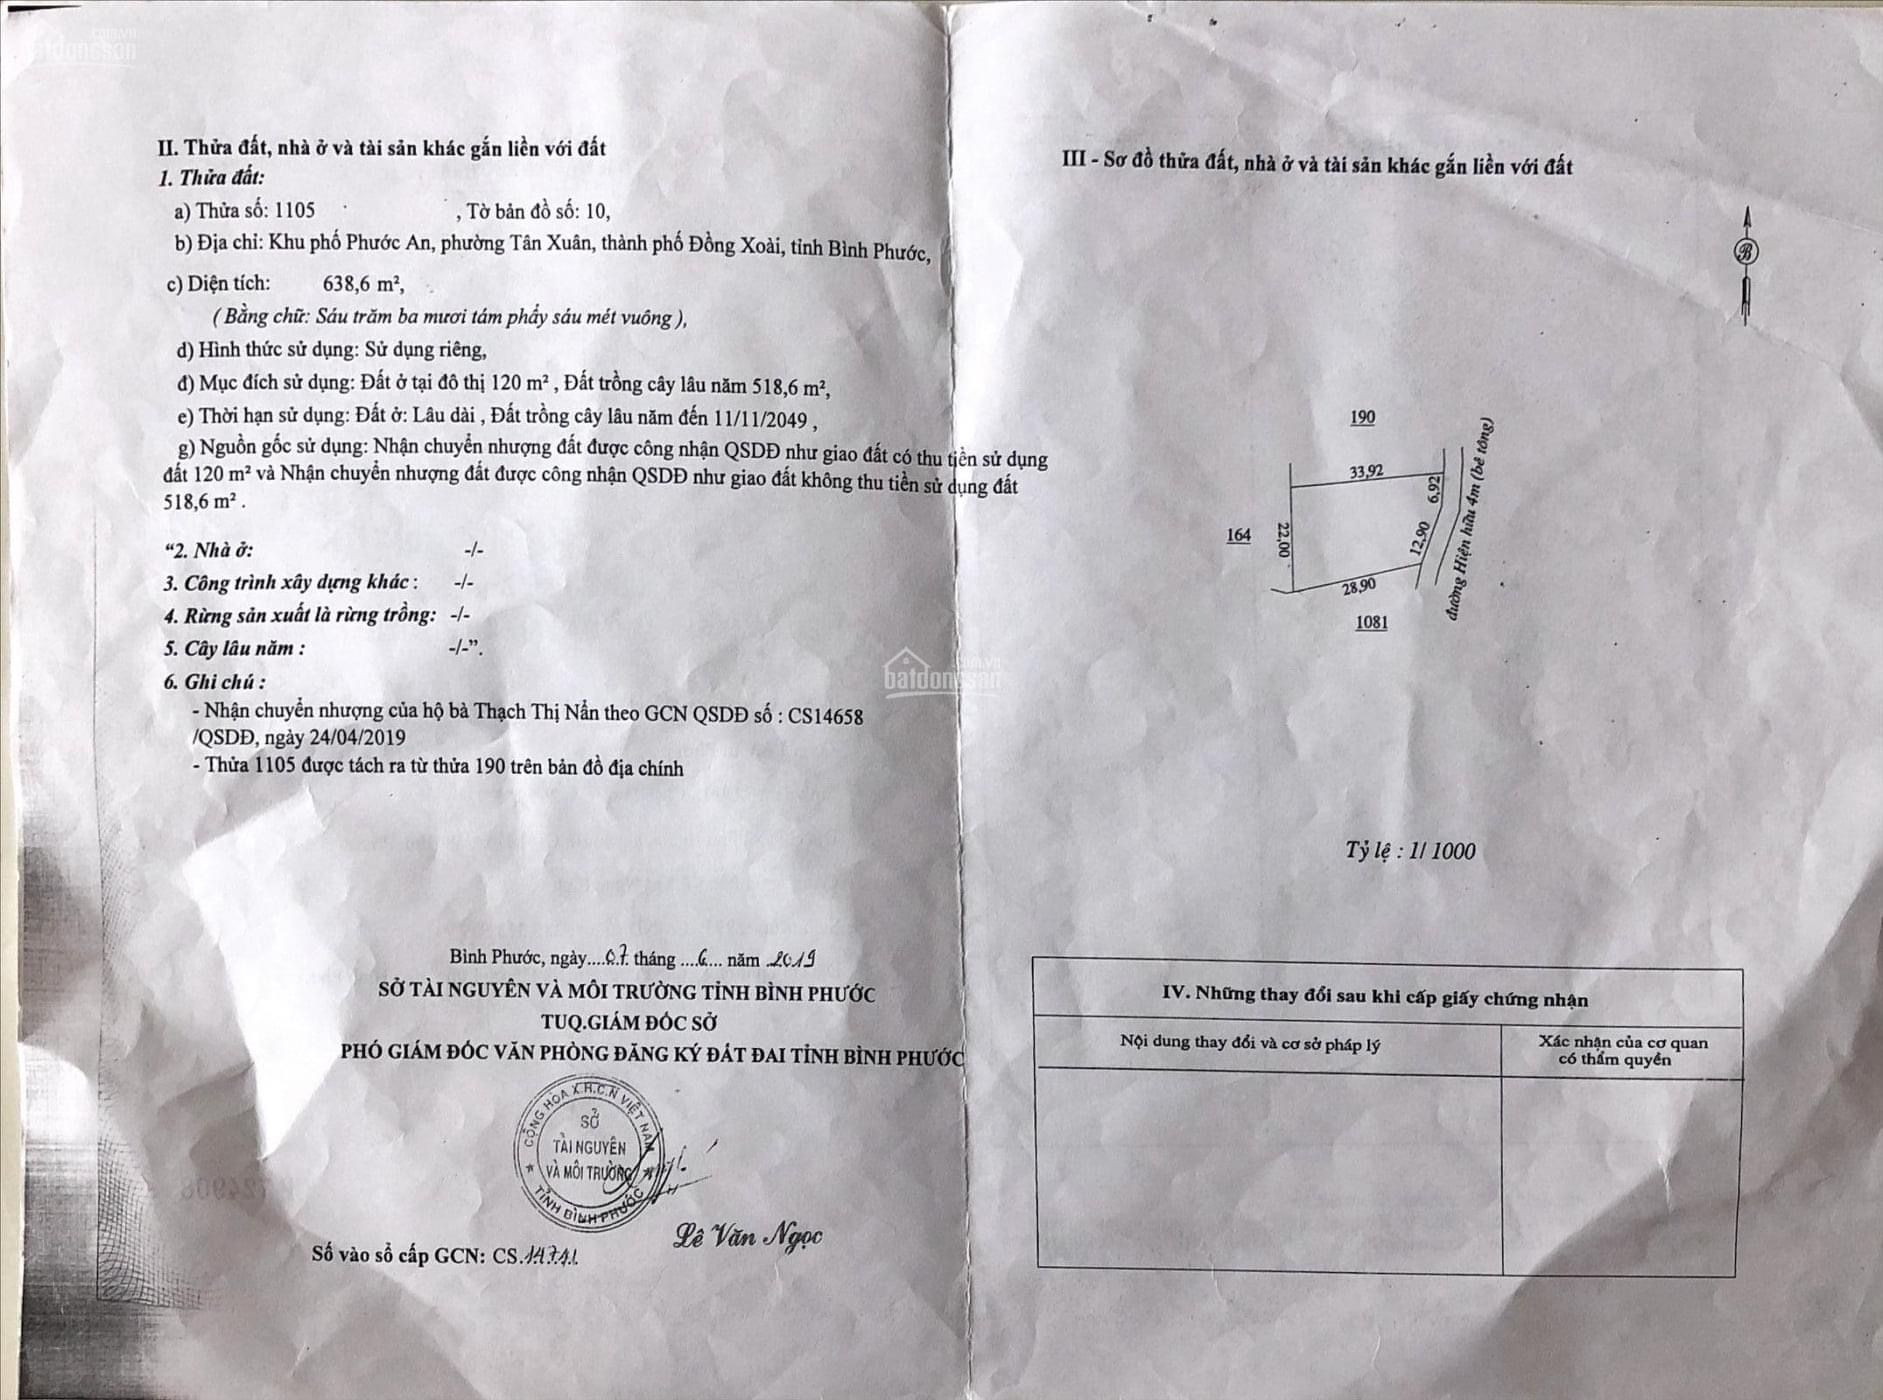 batdongsan
.com.vn
II. Thửa đất, nhà ở và tài sản khác gắn liền với đất
1. Thửa đất:
a) Thửa số: 1105 , Tờ bản đồ số: 10,
b) Địa chỉ: Khu phố Phước An, phường Tân Xuân, thành phố Đồng Xoài, tỉnh Bình Phước,
c) Diện tích: 638,6 m²,
( Bằng chữ: Sáu trăm ba mươi tám phẩy sáu mét vuông ),
d) Hình thức sử dụng: Sử dụng riêng,
đ) Mục đích sử dụng: Đất ở tại đô thị 120 m² , Đất trồng cây lâu năm 518,6 m²,
e) Thời hạn sử dụng: Đất ở: Lâu dài , Đất trồng cây lâu năm đến 11/11/2049 ,
g) Nguồn gốc sử dụng: Nhận chuyển nhượng đất được công nhận QSDĐ như giao đất có thu tiền sử dụng
đất 120 m² và Nhận chuyển nhượng đất được công nhận QSDĐ như giao đất không thu tiền sử dụng đất
518,6 m² .
“2. Nhà ở: -/-
3. Công trình xây dựng khác : -/-
4. Rừng sản xuất là rừng trồng: -/-
5. Cây lâu năm : -/-”.
6. Ghi chú :
- Nhận chuyển nhượng của hộ bà Thạch Thị Nẩn theo GCN QSDĐ số : CS14658
/QSDĐ, ngày 24/04/2019
- Thửa 1105 được tách ra từ thửa 190 trên bản đồ địa chính
Bình Phước, ngày....07. tháng ....6.... năm .2019
SỞ TÀI NGUYÊN VÀ MÔI TRƯỜNG TỈNH BÌNH PHƯỚC
TUQ.GIÁM ĐỐC SỞ
PHÓ GIÁM ĐỐC VĂN PHÒNG ĐĂNG KÝ ĐẤT ĐAI TỈNH BÌNH PHƯỚC
CỘNG HÒA X.H.C.N VIỆT NAM
SỞ
TÀI NGUYÊN
VÀ MÔI TRƯỜNG
TỈNH BÌNH PHƯỚC
Lê Văn Ngọc
Số vào sổ cấp GCN: CS.14741
III - Sơ đồ thửa đất, nhà ở và tài sản khác gắn liền với đất
B
190
33,92
6,92
164
22,00
12,90
28,90
1081
đường Hiện hữu 4m (bê tông)
batdongsan
.com.vn
Tỷ lệ : 1/ 1000
IV. Những thay đổi sau khi cấp giấy chứng nhận
Nội dung thay đổi và cơ sở pháp lý
Xác nhận của cơ quan
có thẩm quyền